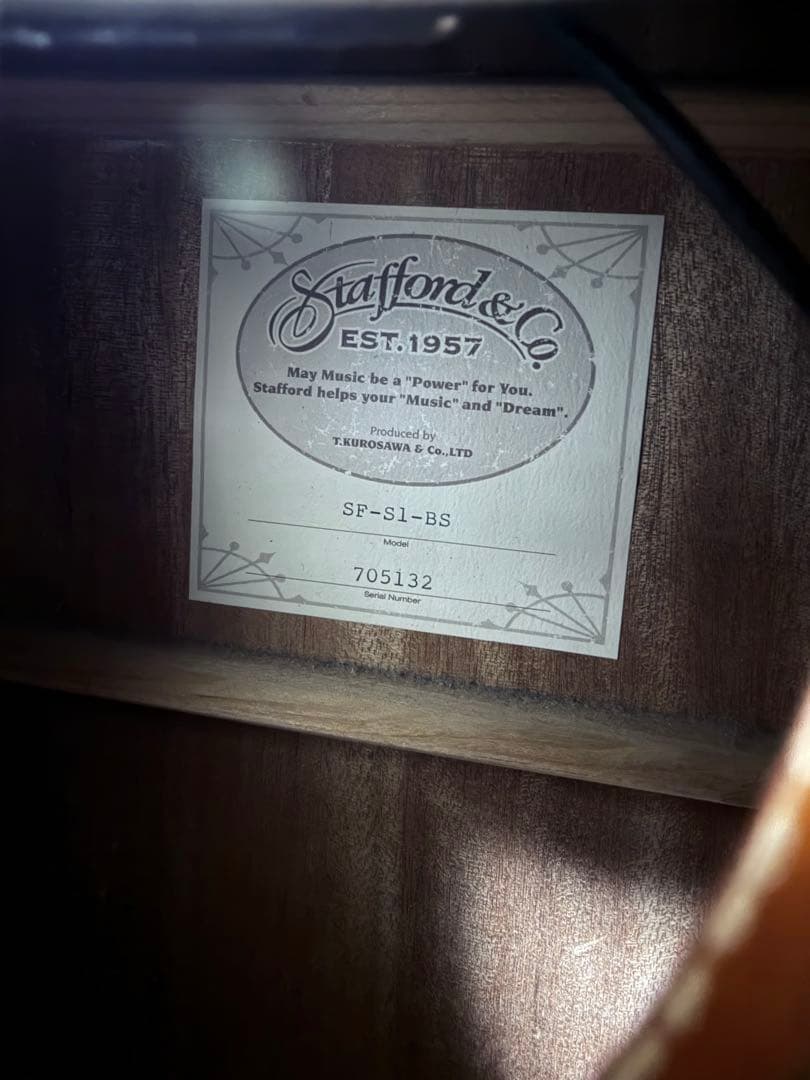 Stafford & Co.
EST. 1957
May Music be a "Power" for You.
Stafford helps your "Music" and "Dream".
Produced by
T.KUROSAWA & Co.,LTD
SF-S1-BS
Model
705132
Serial Number